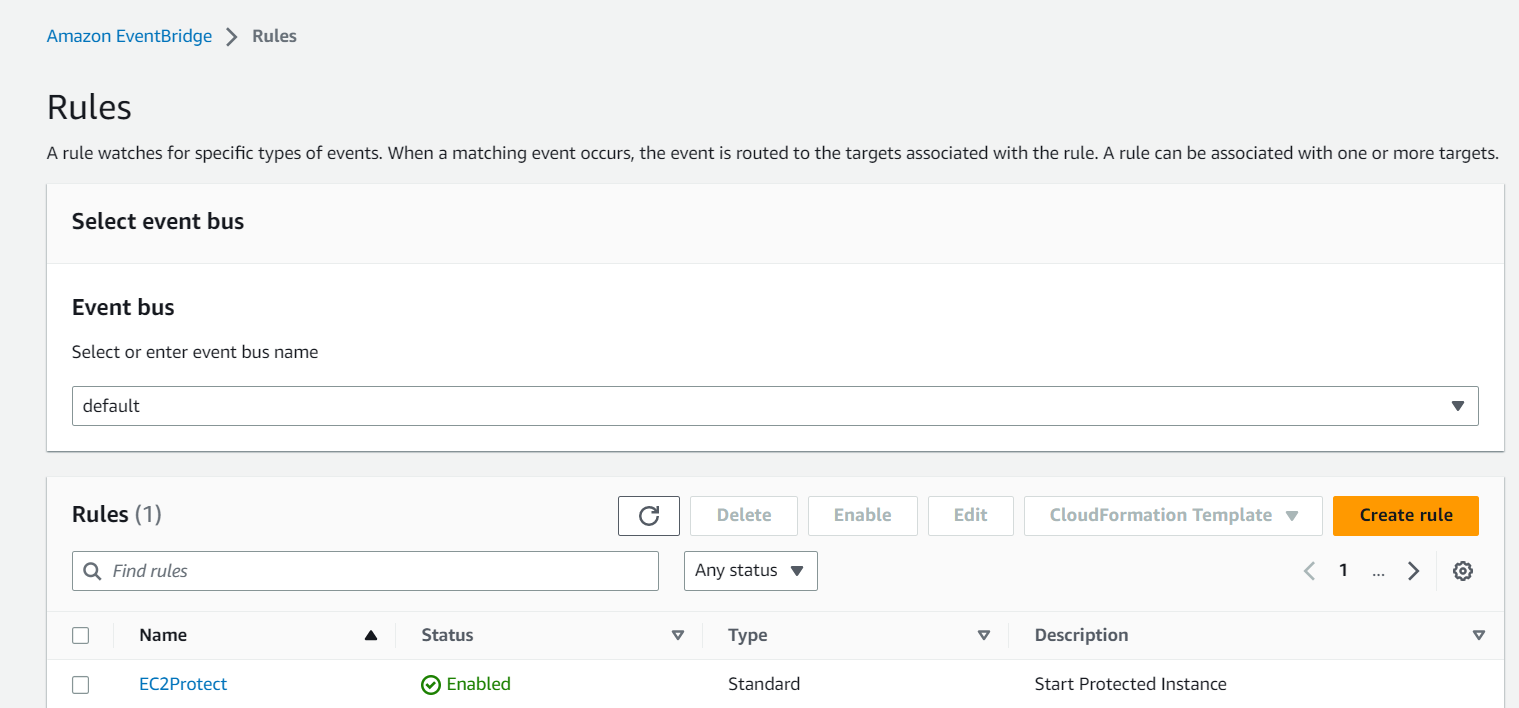 Amazon EventBridge > Rules
Rules
A rule watches for specific types of events. When a matching event occurs, the event is routed to the targets associated with the rule. A rule can be associated with one or more targets.
Select event bus
Event bus
Select or enter event bus name
default
Rules (1) Delete Enable Edit CloudFormation Template Create rule
Find rules Any status 1 ...
Name Status Type Description
EC2Protect Enabled Standard Start Protected Instance